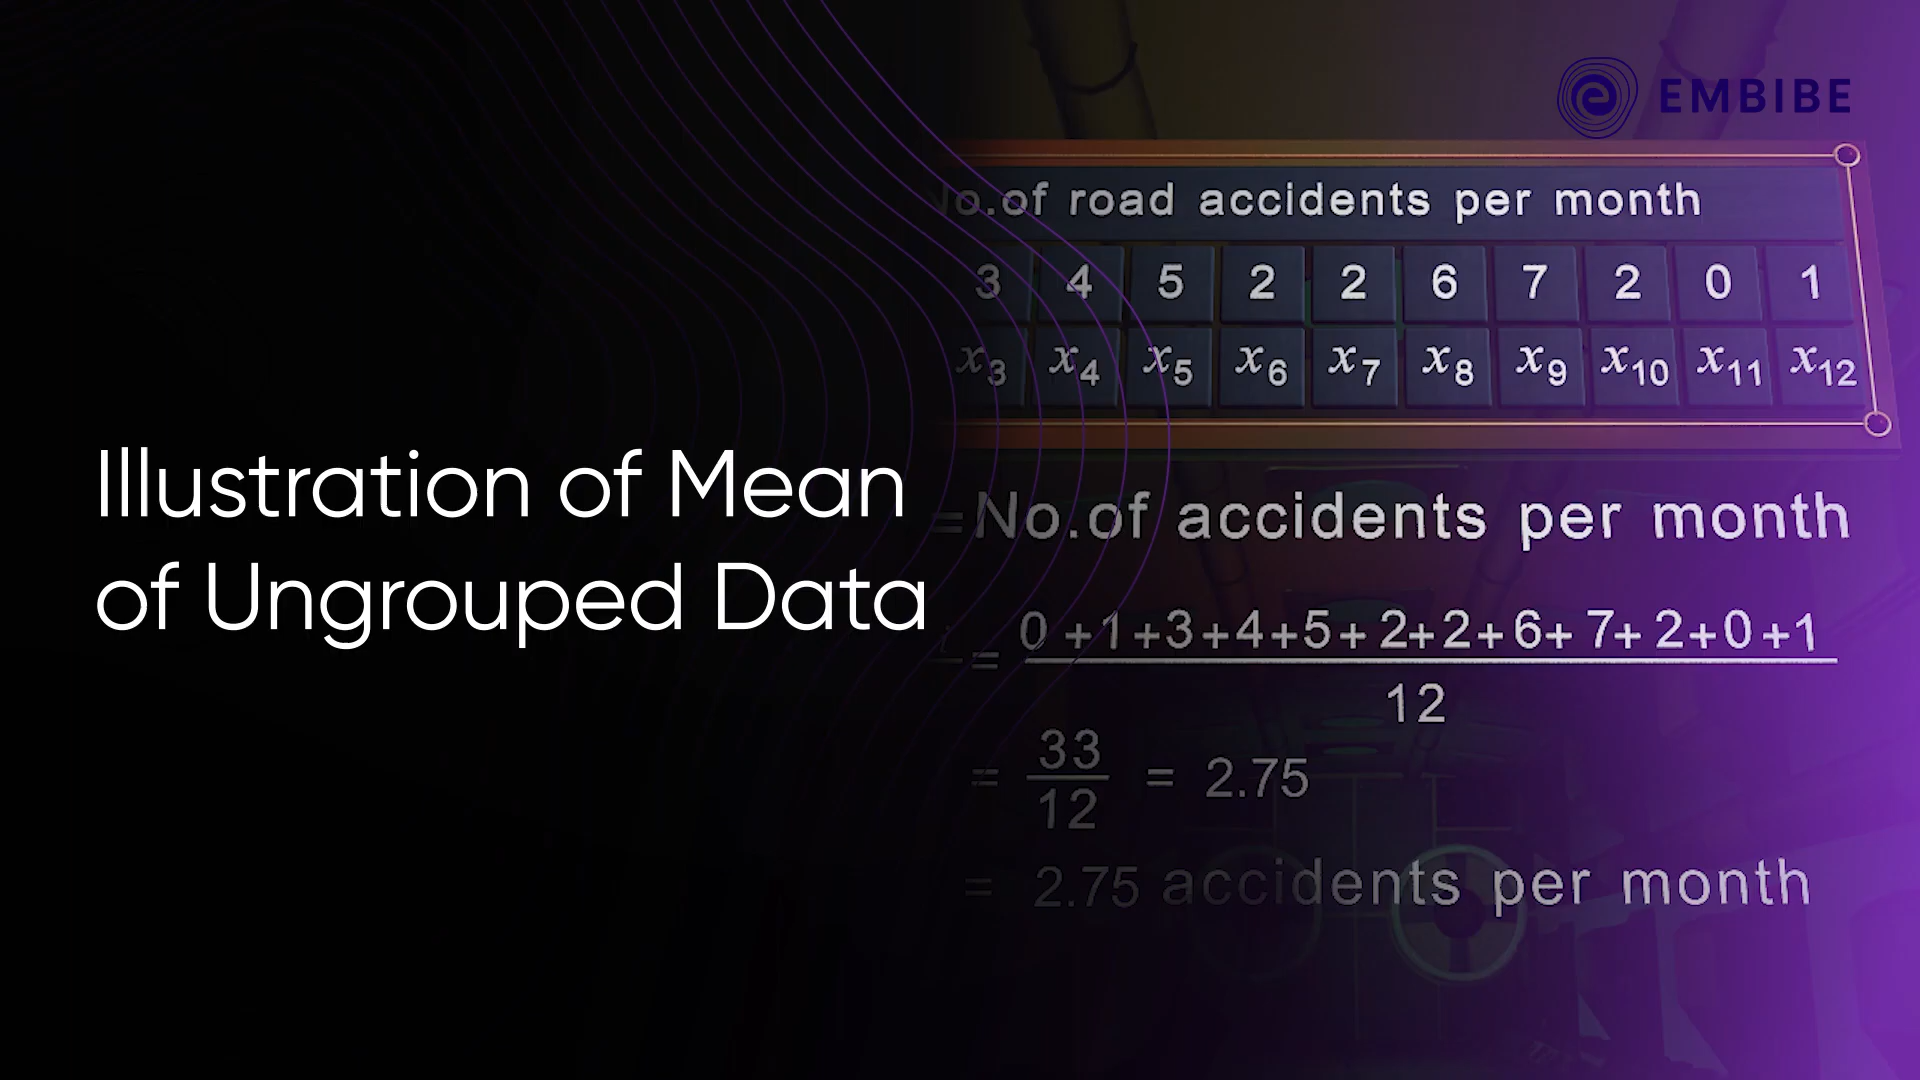 EMBIBE
Illustration of Mean
of Ungrouped Data
No.of road accidents per month
3 4 5 2 2 6 7 2 0 1
x3 x4 x5 x6 x7 x8 x9 x10 x11 x12
=No.of accidents per month
= 0+1+3+4+5+2+2+6+7+2+0+1
12
= 33/12 = 2.75
= 2.75 accidents per month